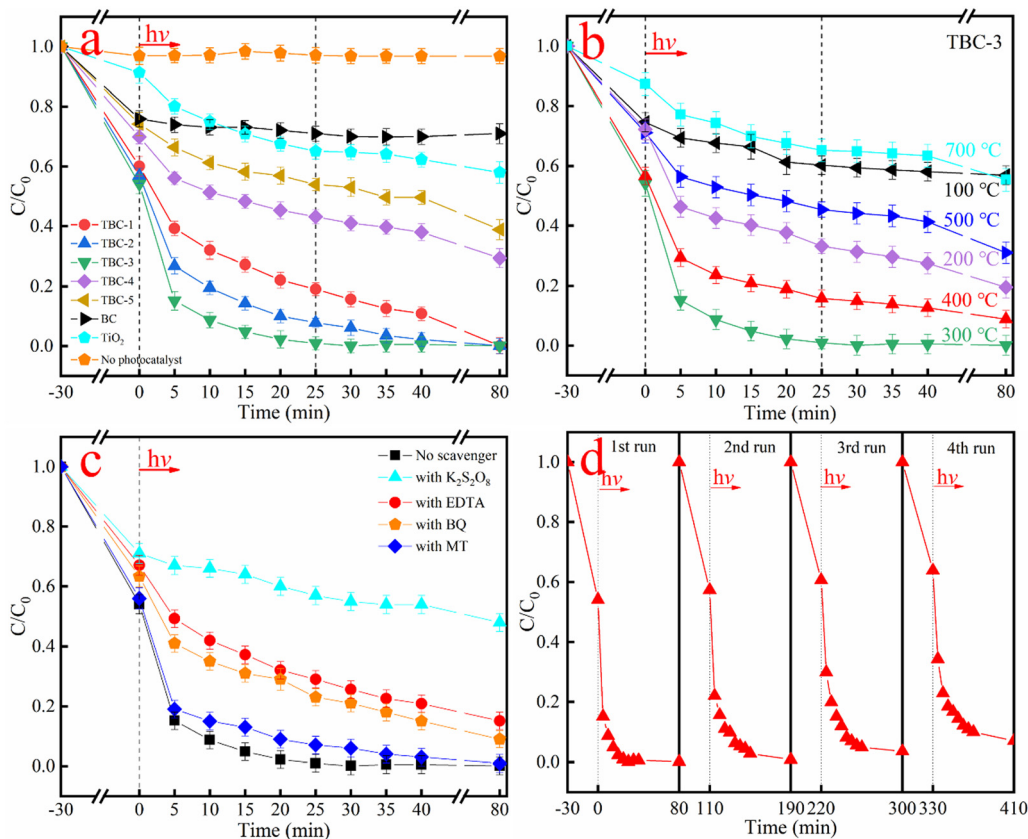 a
hν
C/C₀
1.0
0.8
0.6
0.4
0.2
0.0
TBC-1
TBC-2
TBC-3
TBC-4
TBC-5
BC
TiO₂
No photocatalyst
-30 0 5 10 15 20 25 30 35 40 80
Time (min)
b
hν
TBC-3
C/C₀
1.0
0.8
0.6
0.4
0.2
0.0
700 °C
100 °C
500 °C
200 °C
400 °C
300 °C
-30 0 5 10 15 20 25 30 35 40 80
Time (min)
c
hν
C/C₀
1.0
0.8
0.6
0.4
0.2
0.0
No scavenger
with K₂S₂O₈
with EDTA
with BQ
with MT
-30 0 5 10 15 20 25 30 35 40 80
Time (min)
d
1st run 2nd run 3rd run 4th run
hν hν hν hν
C/C₀
1.0
0.8
0.6
0.4
0.2
0.0
-30 0 80 110 190 220 300 330 410
Time (min)